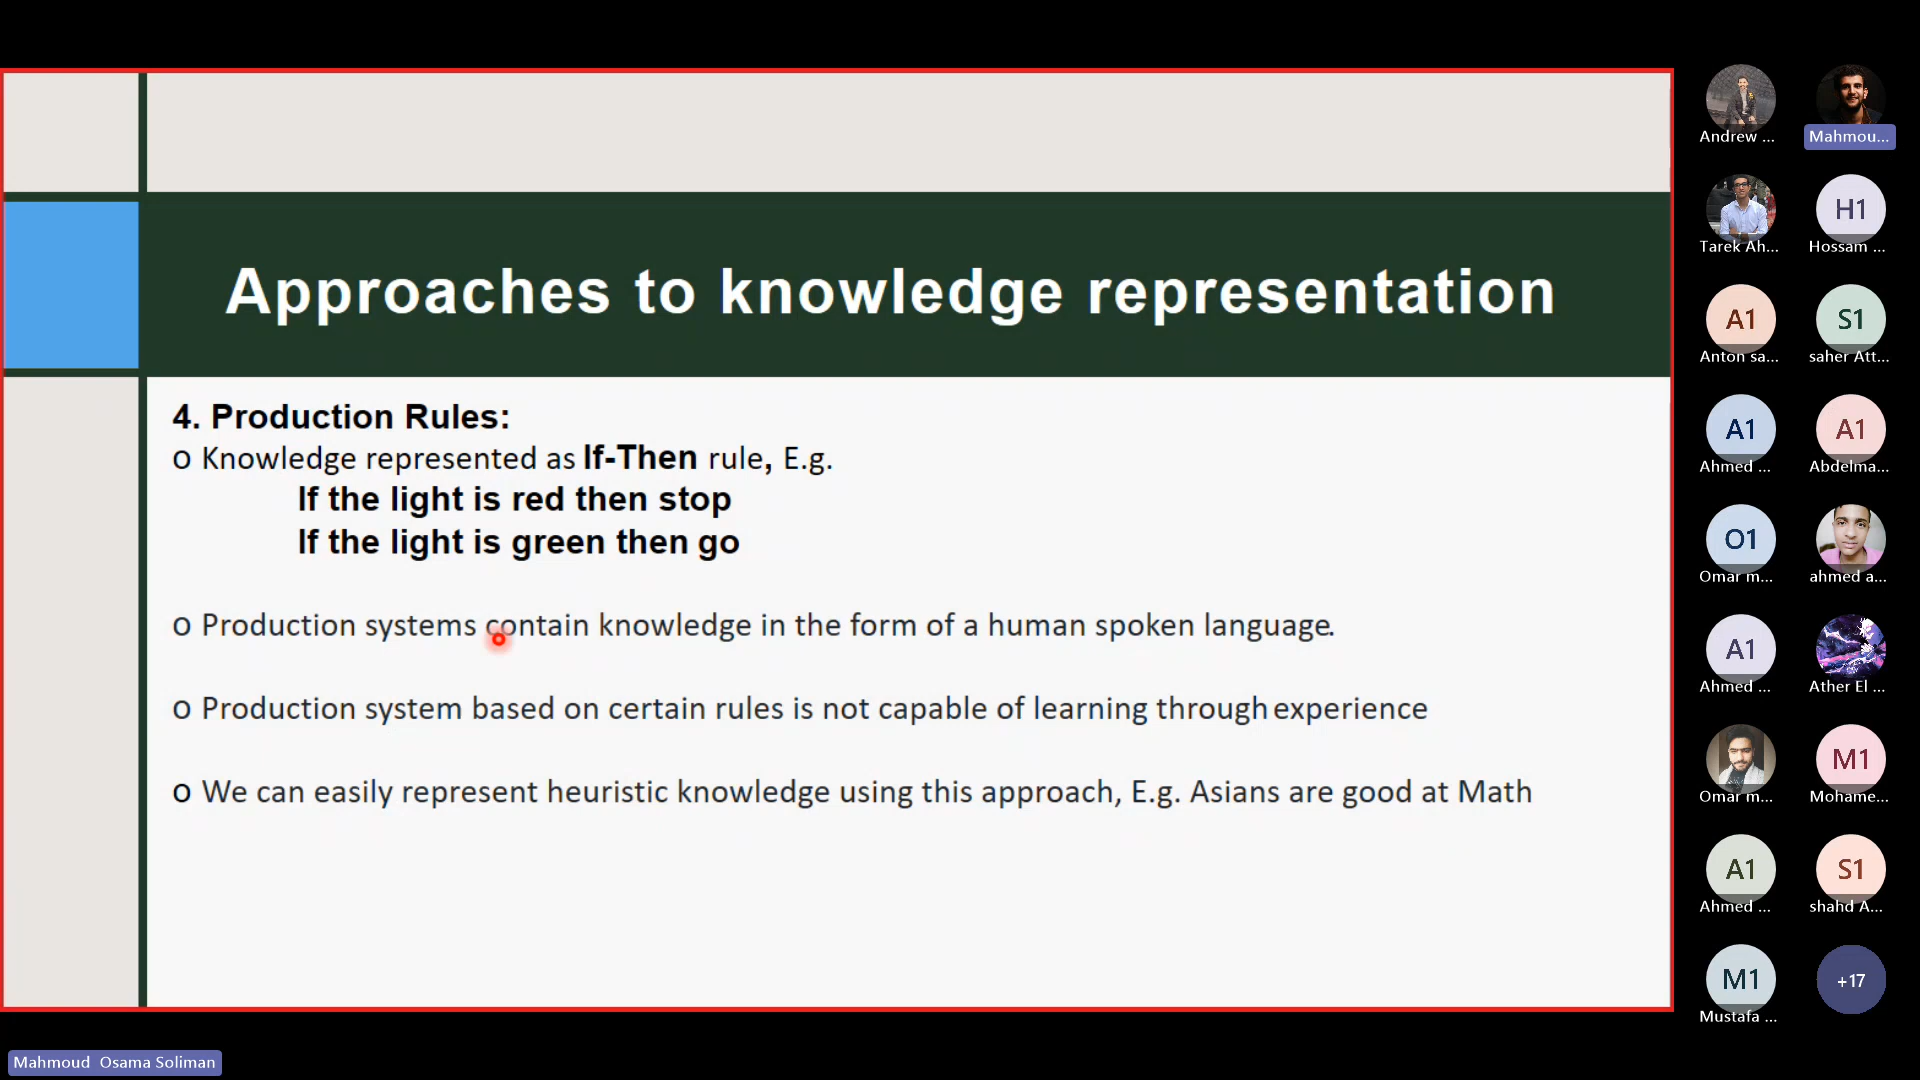 Approaches to knowledge representation
4. Production Rules:
o Knowledge represented as If-Then rule, E.g.
If the light is red then stop
If the light is green then go
o Production systems contain knowledge in the form of a human spoken language.
o Production system based on certain rules is not capable of learning through experience
o We can easily represent heuristic knowledge using this approach, E.g. Asians are good at Math
Andrew ...
Mahmou...
Tarek Ah...
H1
Hossam ...
A1
Anton sa...
S1
saher Att...
A1
Ahmed ...
A1
Abdelma...
O1
Omar m...
ahmed a...
A1
Ahmed ...
Ather El ...
Omar m...
M1
Mohame...
A1
Ahmed ...
S1
shahd A...
M1
Mustafa ...
+17
Mahmoud Osama Soliman